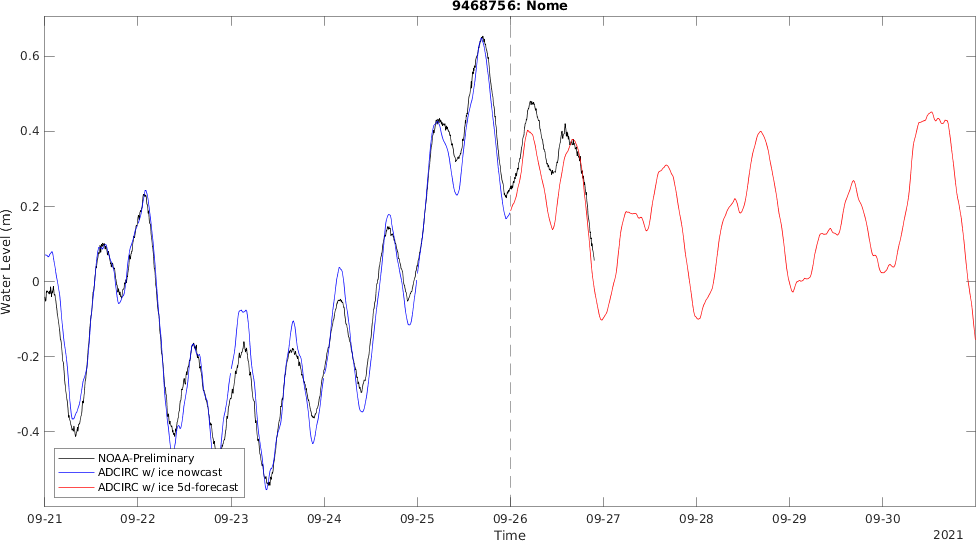 9468756: Nome
0.6
0.4
0.2
0
-0.2
-0.4
Water Level (m)
NOAA-Preliminary
ADCIRC w/ ice nowcast
ADCIRC w/ ice 5d-forecast
09-21 09-22 09-23 09-24 09-25 09-26 09-27 09-28 09-29 09-30
Time
2021